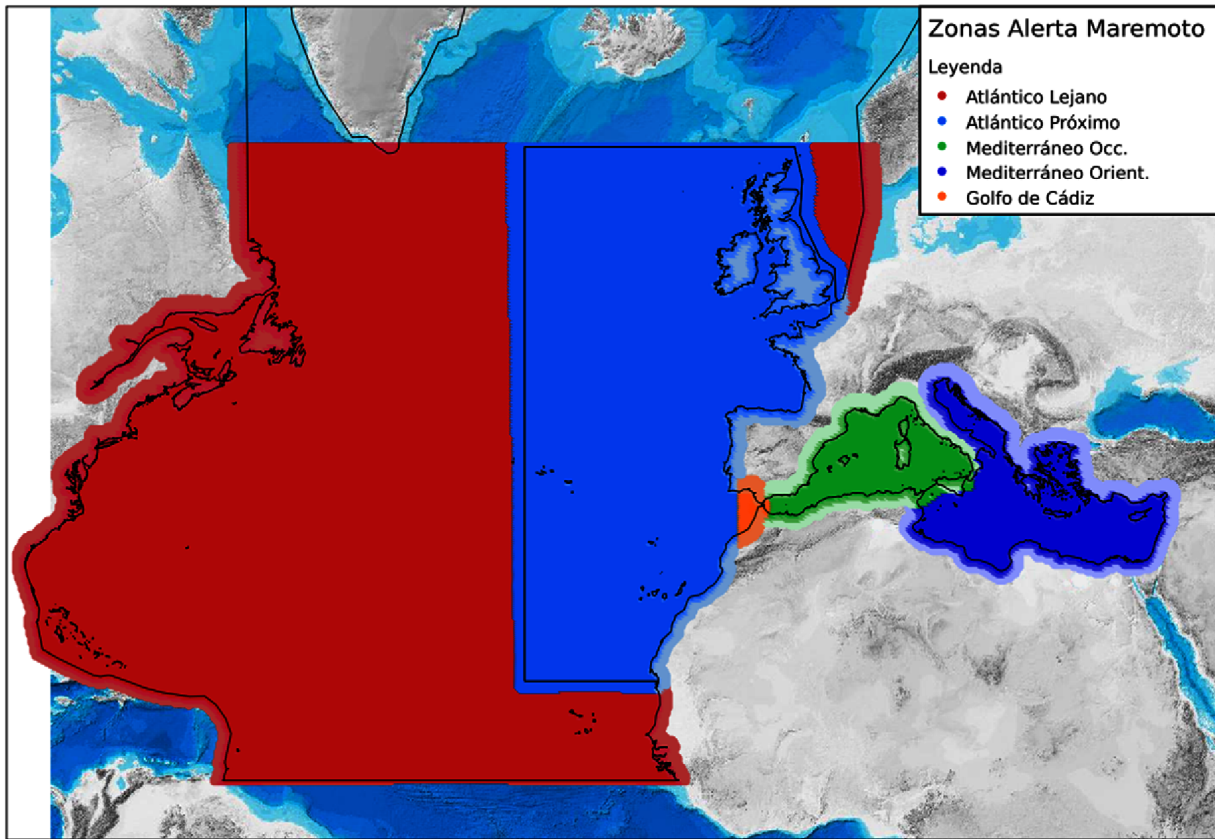 Zonas Alerta Maremoto
Leyenda
Atlántico Lejano
Atlántico Próximo
Mediterráneo Occ.
Mediterráneo Orient.
Golfo de Cádiz